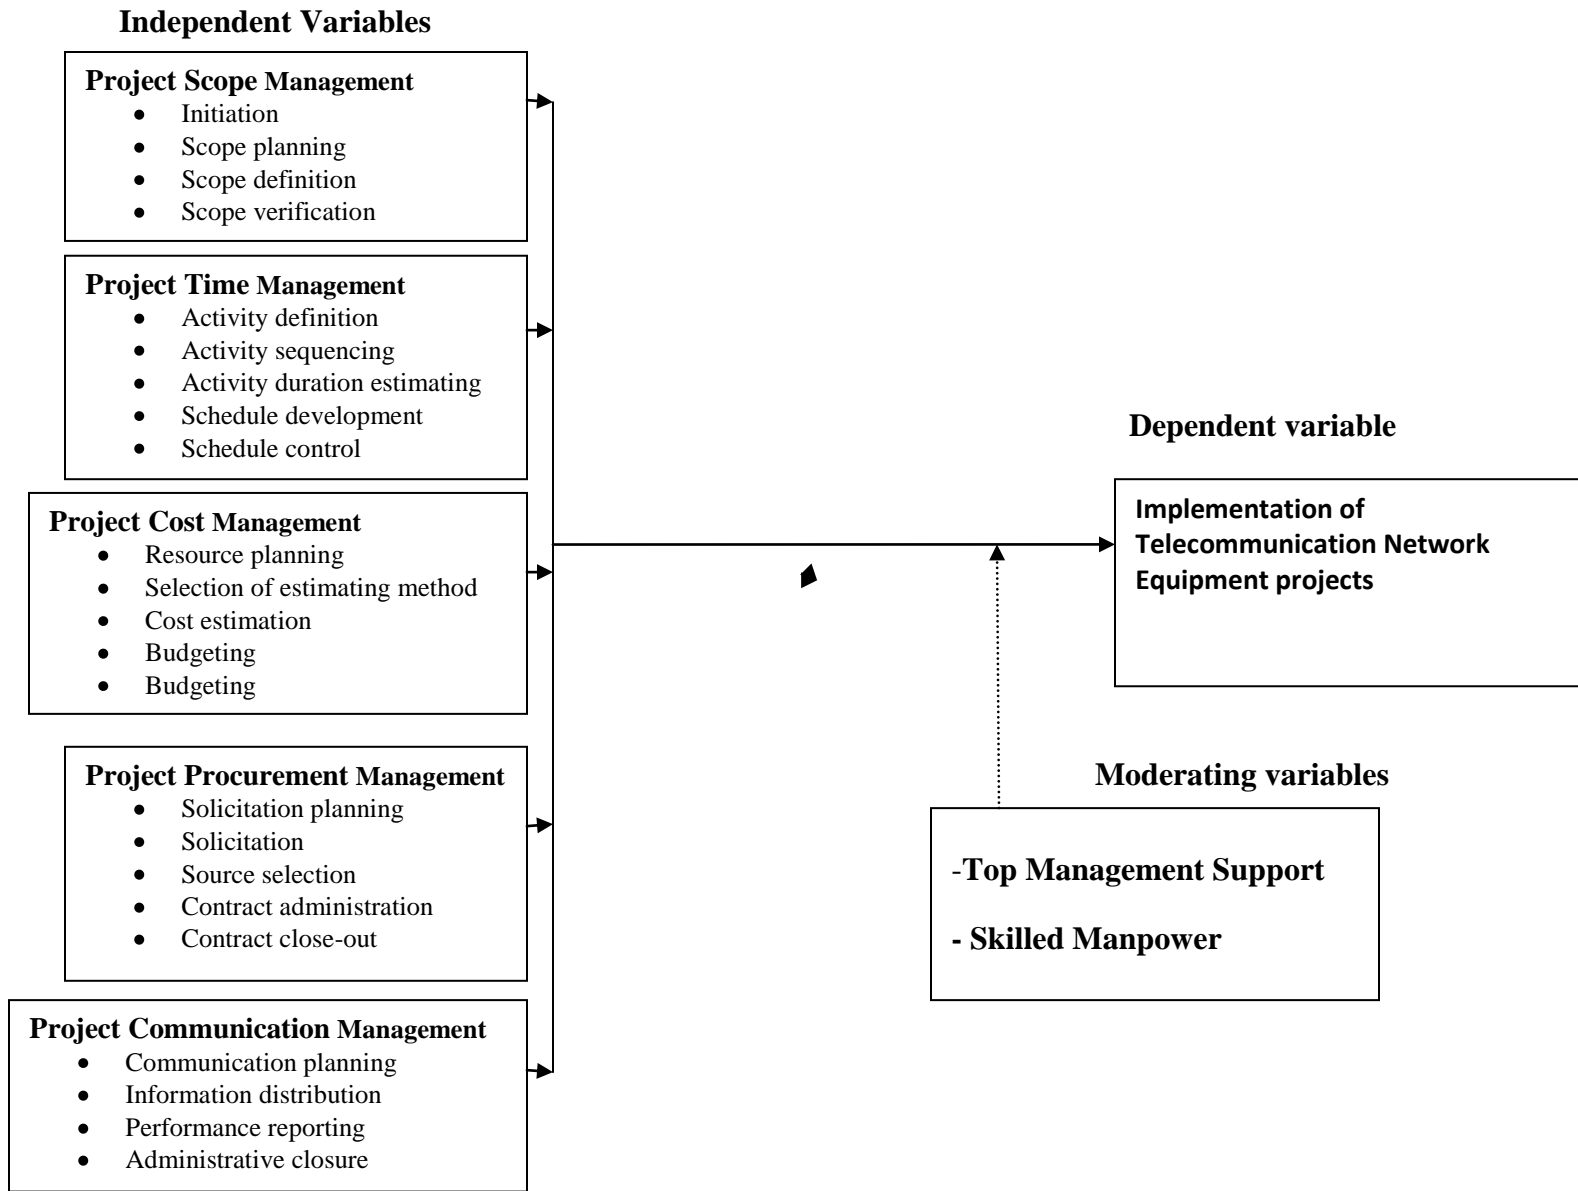 Independent Variables
Project Scope Management
• Initiation
• Scope planning
• Scope definition
• Scope verification
Project Time Management
• Activity definition
• Activity sequencing
• Activity duration estimating
• Schedule development
• Schedule control
Project Cost Management
• Resource planning
• Selection of estimating method
• Cost estimation
• Budgeting
• Budgeting
Project Procurement Management
• Solicitation planning
• Solicitation
• Source selection
• Contract administration
• Contract close-out
Project Communication Management
• Communication planning
• Information distribution
• Performance reporting
• Administrative closure
Dependent variable
Implementation of
Telecommunication Network
Equipment projects
Moderating variables
-Top Management Support
- Skilled Manpower